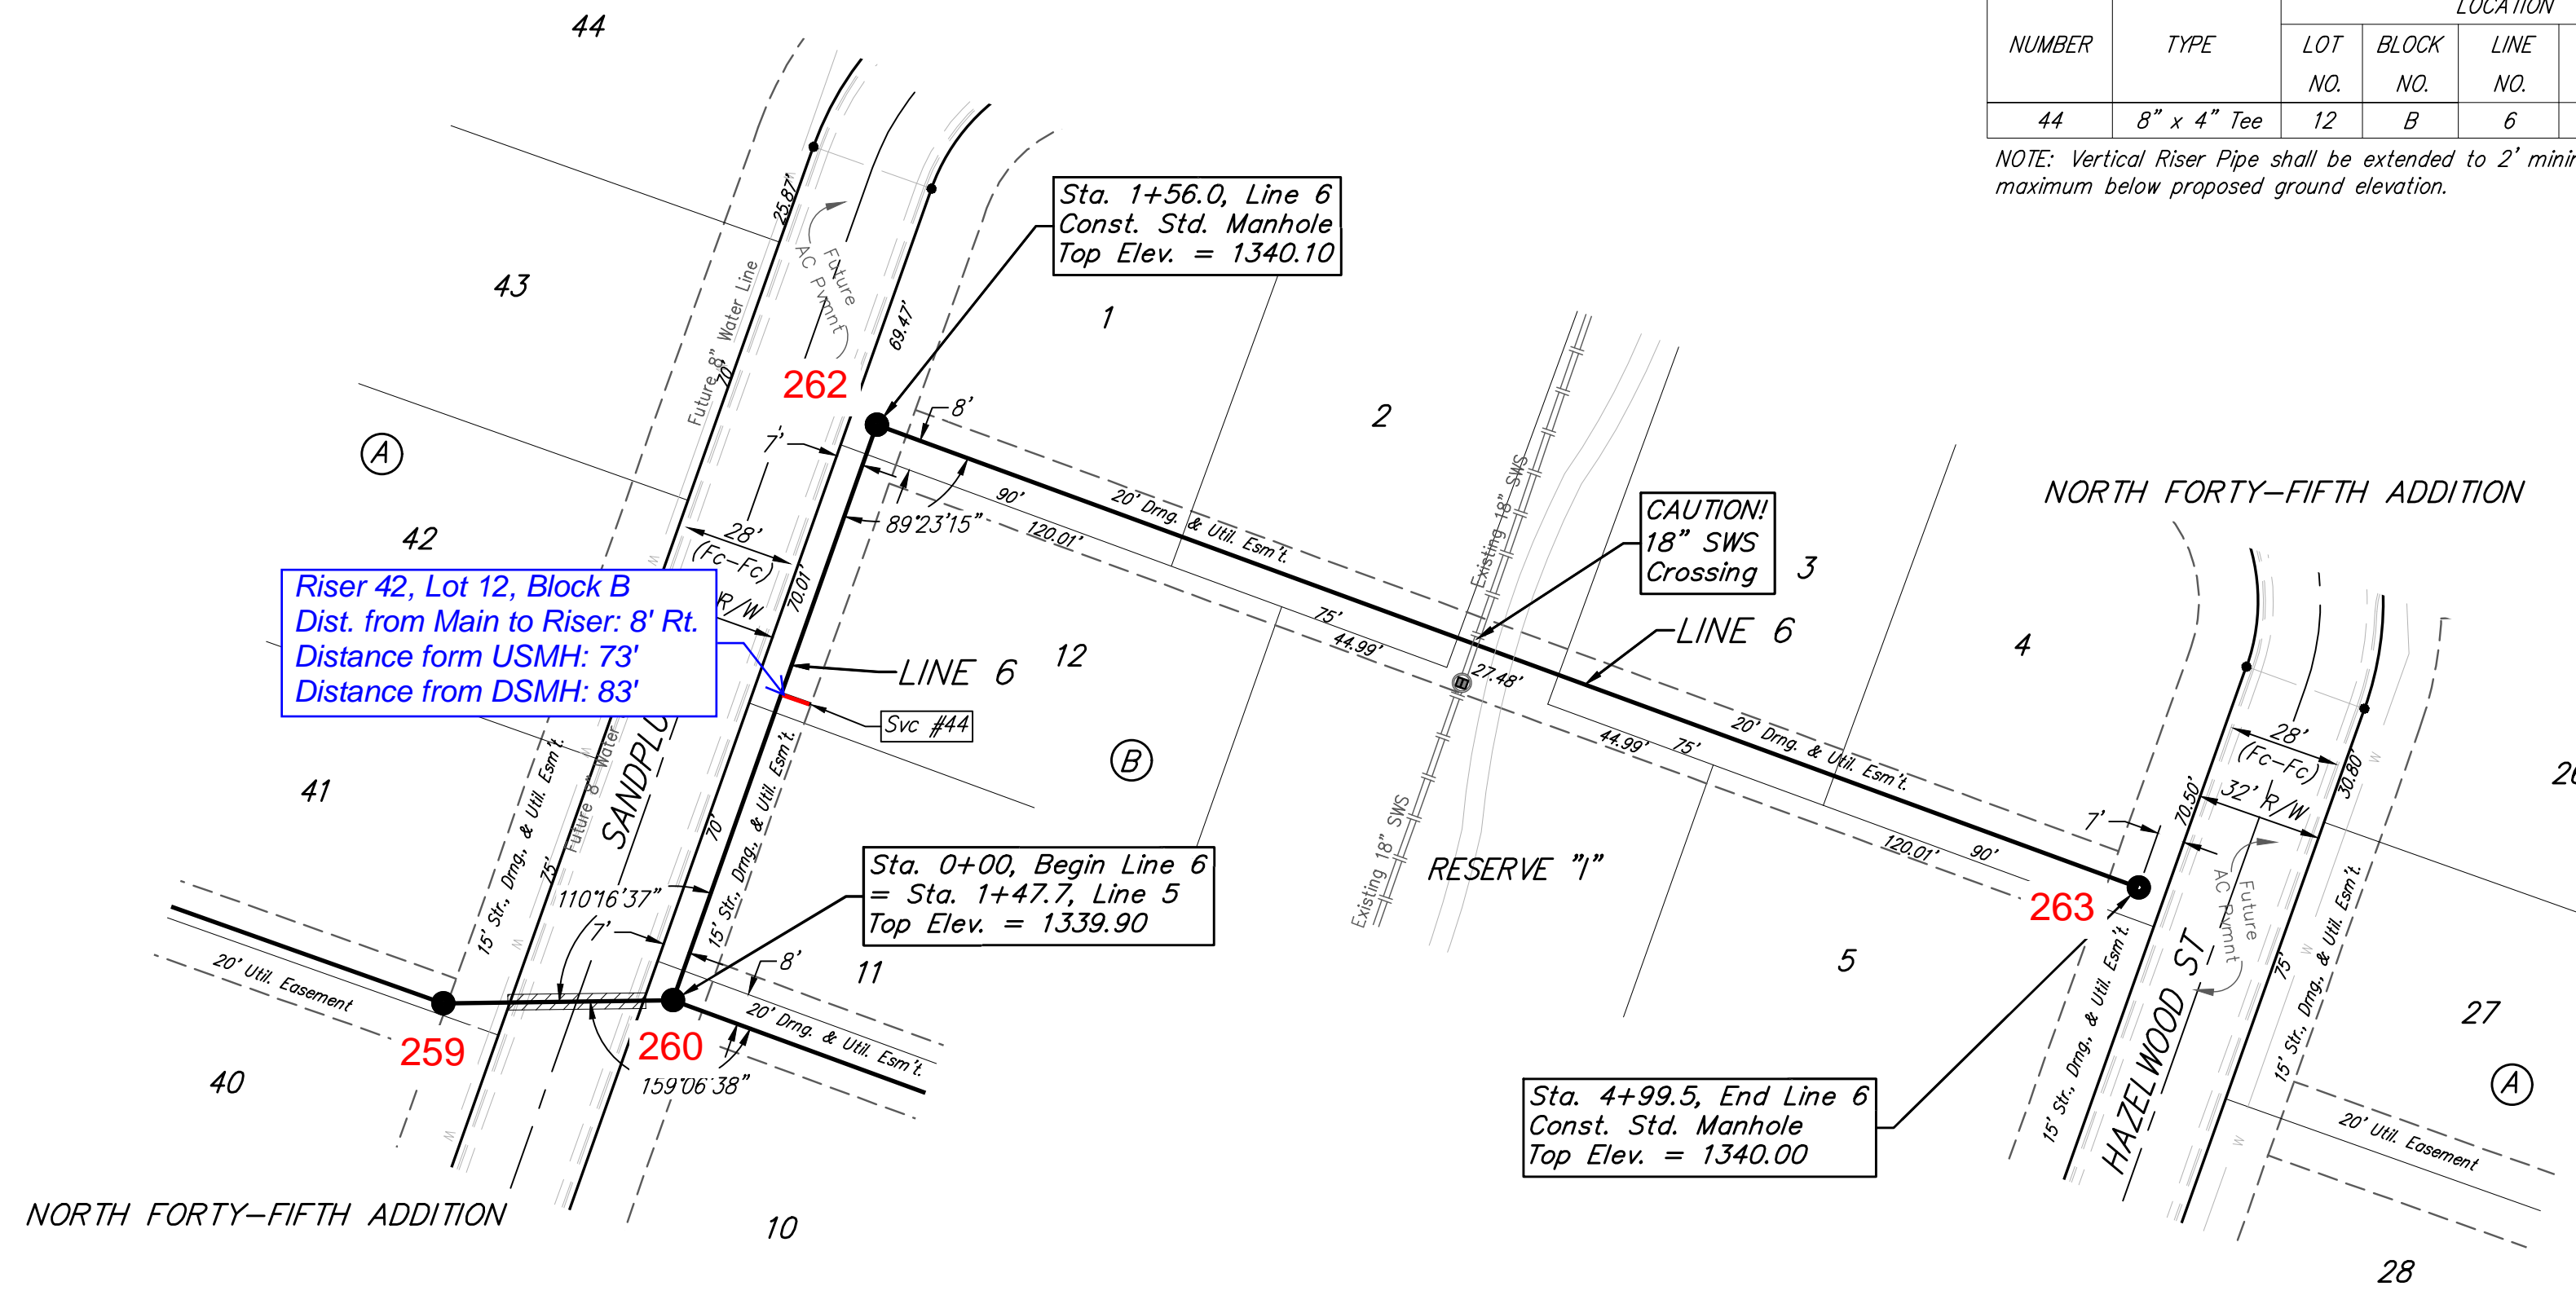 44
LOCATION
NUMBER
TYPE
LOT
NO.
BLOCK
NO.
LINE
NO.
44
8" x 4" Tee
12
B
6
NOTE: Vertical Riser Pipe shall be extended to 2'
maximum below proposed ground elevation.
Sta. 1+56.0, Line 6
Const. Std. Manhole
Top Elev. = 1340.10
25.87'
43
Future
AC Pvmnt
Future 8" Water Line
70'
69.47'
1
262
8'
2
7'
A
NORTH FORTY-FIFTH ADDITION
Existing 18" SWS
CAUTION!
18" SWS
Crossing
3
90'
120.01'
20' Drng. & Util. Esm't.
89°23'15"
42
28'
(Fc-Fc)
R/W
70.01'
Riser 42, Lot 12, Block B
Dist. from Main to Riser: 8' Rt.
Distance form USMH: 73'
Distance from DSMH: 83'
LINE 6
12
75'
44.99'
27.48'
LINE 6
4
Svc #44
B
41
SANDPLU
Future 8" Water
15' Str., Drng., & Util. Esm't.
75'
70'
15' Str., Drng., & Util. Esm't.
44.99'
75'
20' Drng. & Util. Esm't.
28'
(Fc-Fc)
32' R/W
30.80'
70.50'
7'
120.01'
90'
Existing 18" SWS
RESERVE "I"
Sta. 0+00, Begin Line 6
= Sta. 1+47.7, Line 5
Top Elev. = 1339.90
110°16'37"
7'
8'
11
263
5
Future
AC Pvmnt
20' Util. Easement
20' Drng. & Util. Esm't.
259
260
159°06'38"
40
15' Str., Drng., & Util. Esm't.
HAZELWOOD ST
75'
15' Str., Drng., & Util. Esm't.
27
A
20' Util. Easement
Sta. 4+99.5, End Line 6
Const. Std. Manhole
Top Elev. = 1340.00
NORTH FORTY-FIFTH ADDITION
10
28